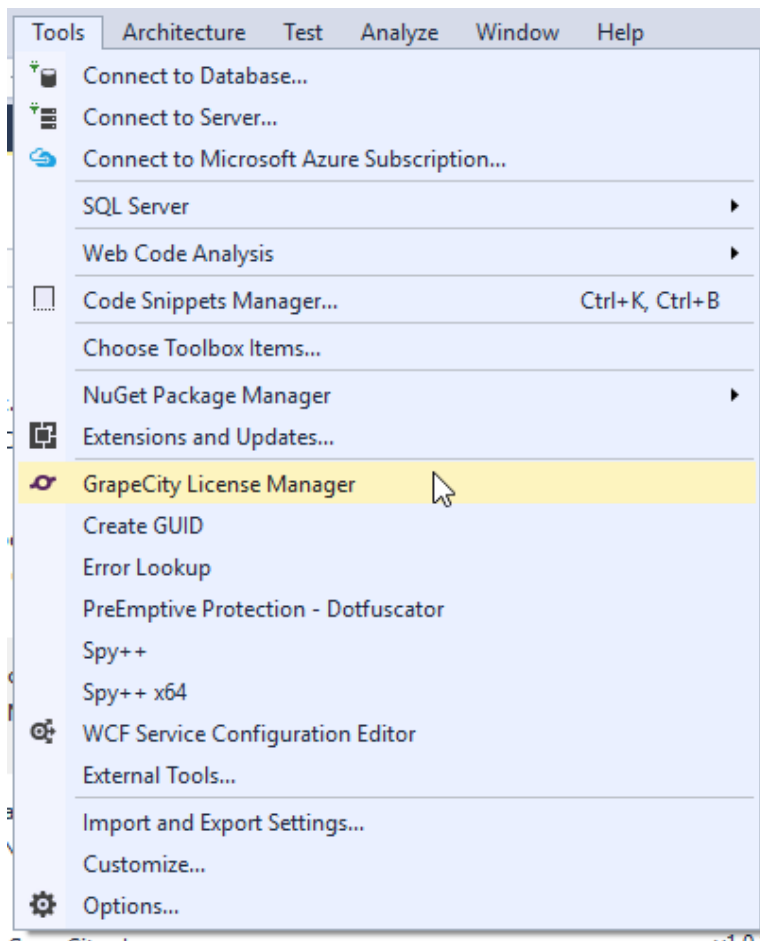 Tools Architecture Test Analyze Window Help
Connect to Database...
Connect to Server...
Connect to Microsoft Azure Subscription...
SQL Server
Web Code Analysis
Code Snippets Manager... Ctrl+K, Ctrl+B
Choose Toolbox Items...
NuGet Package Manager
Extensions and Updates...
GrapeCity License Manager
Create GUID
Error Lookup
PreEmptive Protection - Dotfuscator
Spy++
Spy++ x64
WCF Service Configuration Editor
External Tools...
Import and Export Settings...
Customize...
Options...